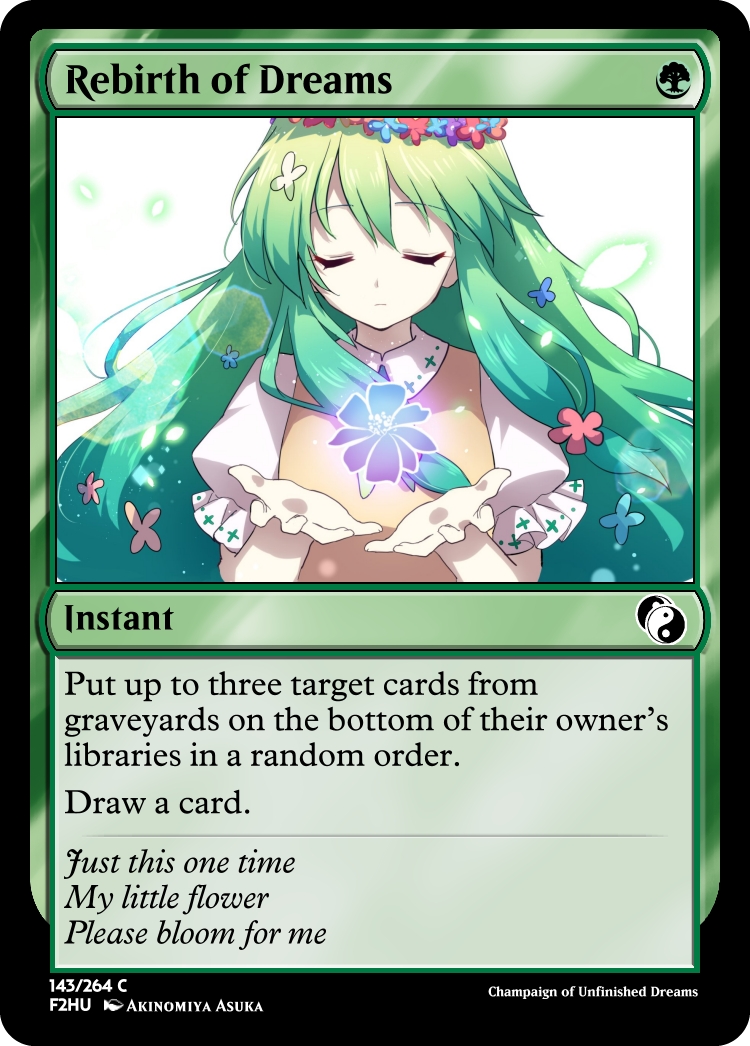 Rebirth of Dreams
Instant
Put up to three target cards from
graveyards on the bottom of their owner's
libraries in a random order.
Draw a card.
Just this one time
My little flower
Please bloom for me
143/264 C
F2HU Akinomiya Asuka
Champaign of Unfinished Dreams